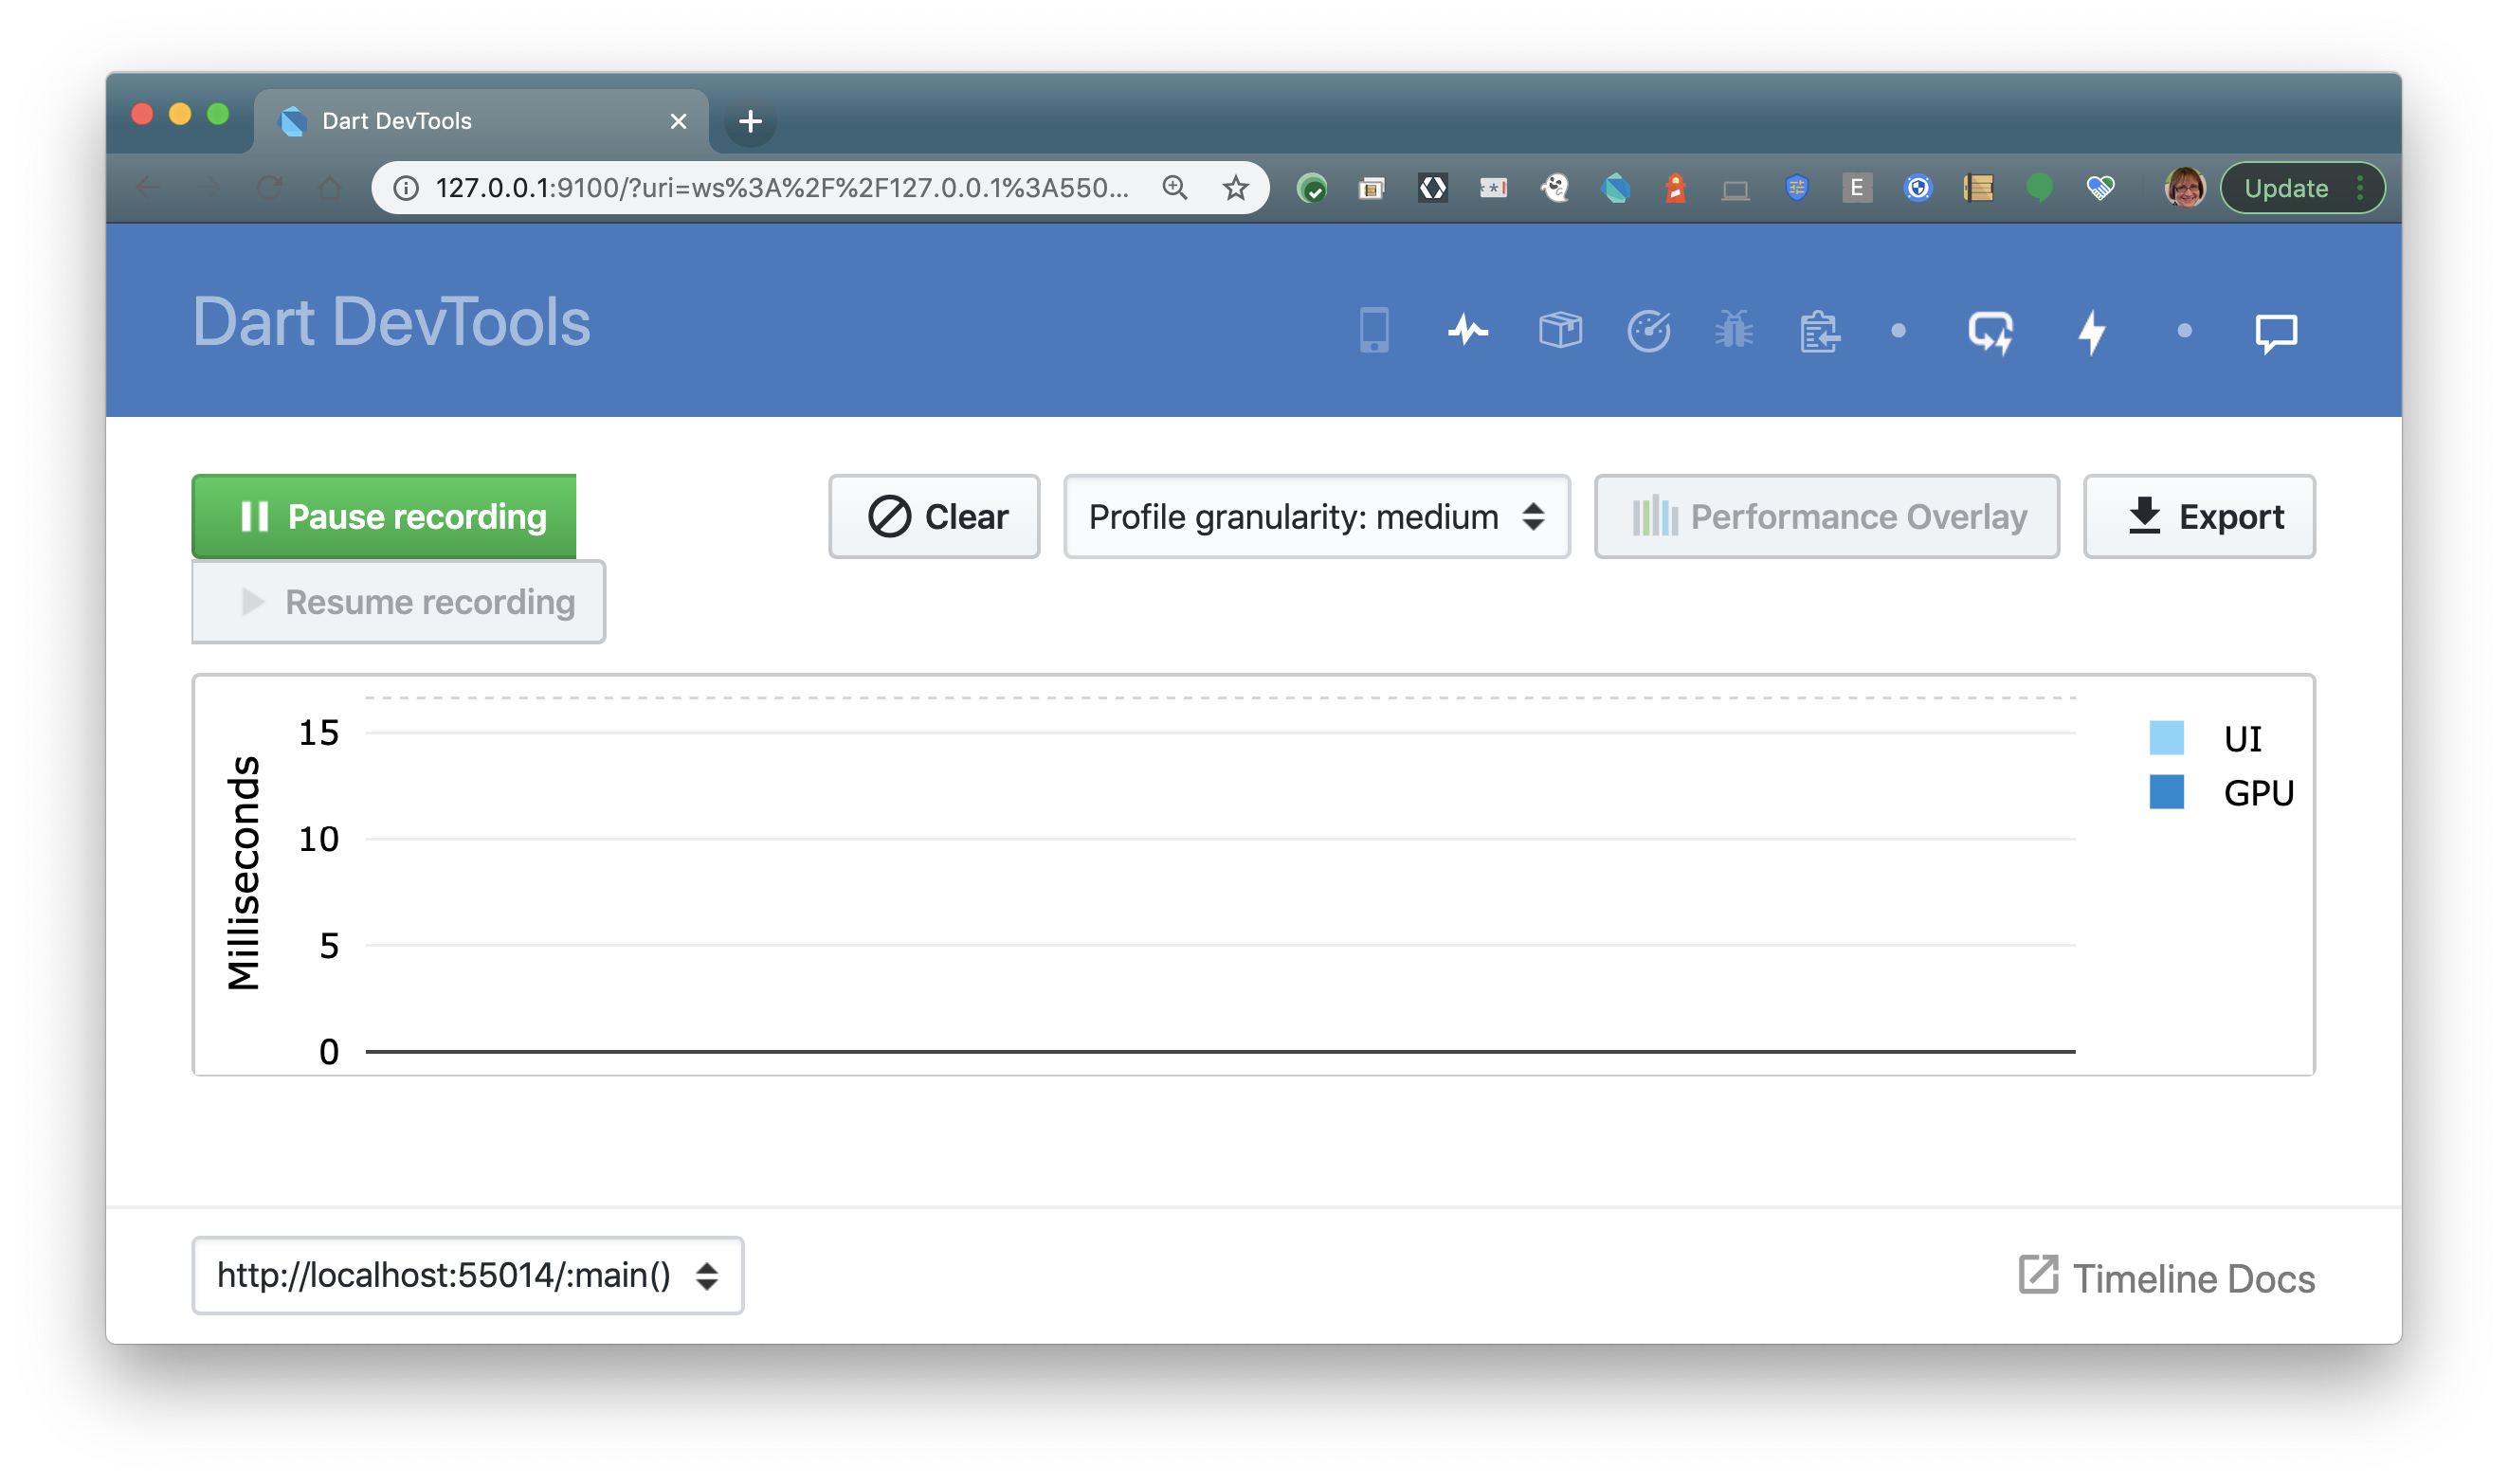 Dart DevTools
127.0.0.1:9100/?uri=ws%3A%2F%2F127.0.0.1%3A550...
E
Update
Dart DevTools
Pause recording
Clear
Profile granularity: medium
Performance Overlay
Export
Resume recording
Milliseconds
15
10
5
0
UI
GPU
http://localhost:55014/:main()
Timeline Docs